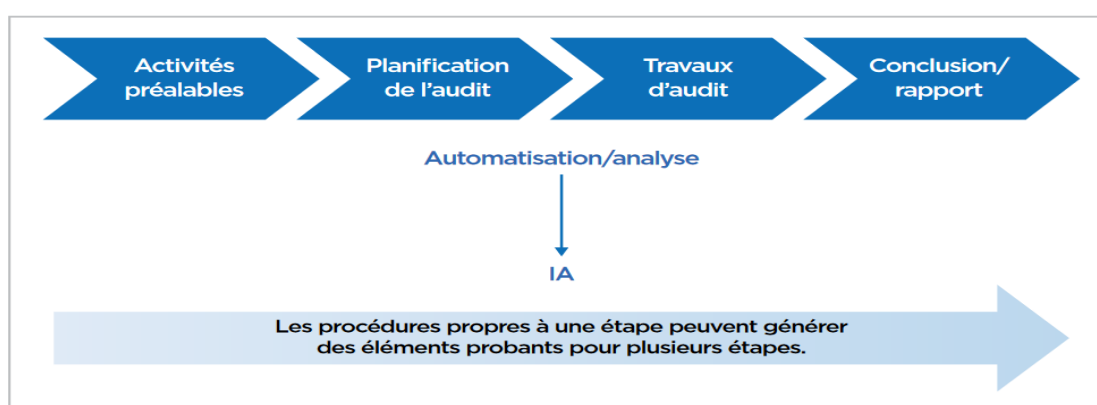 Activités
préalables
Planification
de l'audit
Travaux
d'audit
Conclusion/
rapport
Automatisation/analyse
IA
Les procédures propres à une étape peuvent générer
des éléments probants pour plusieurs étapes.